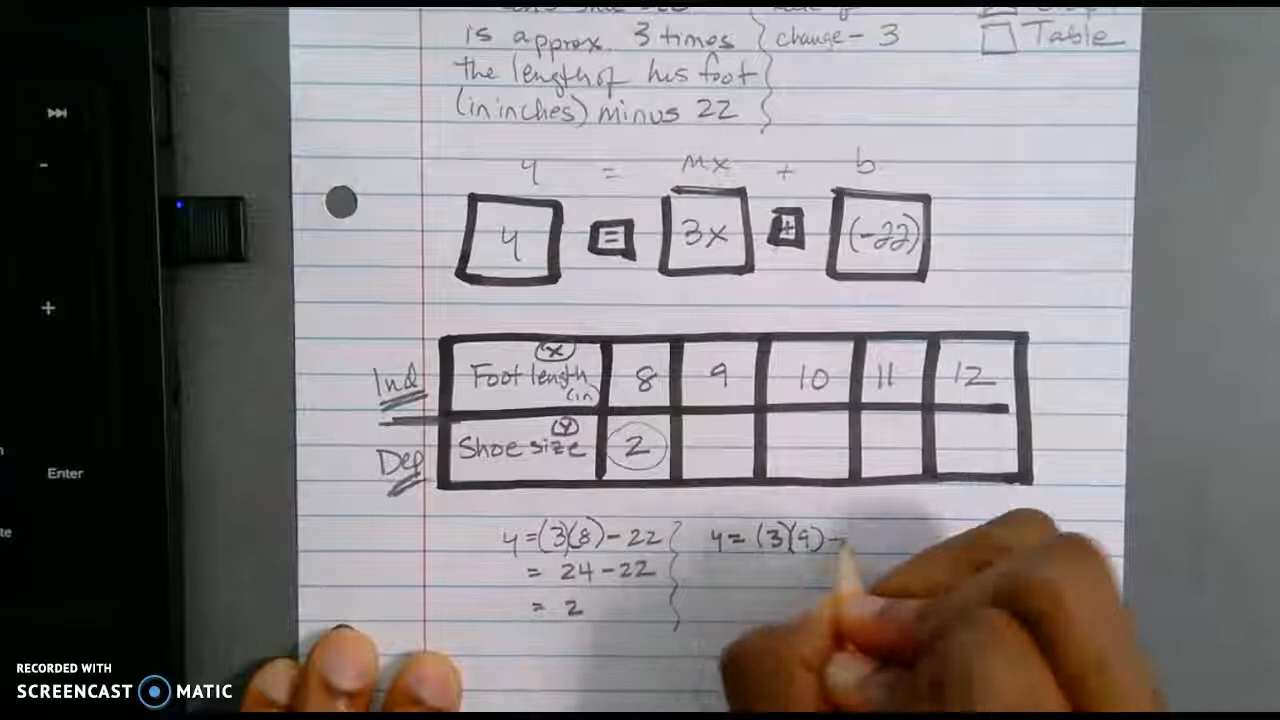 is approx. 3 times
the length of his foot
(in inches) minus 22
change - 3
Table
y = mx + b
y = 3x + (-22)
Ind
Foot length (x)
(in
8 9 10 11 12
Dep
Shoe size (y)
2
y = (3)(8) - 22
= 24 - 22
= 2
y = (3)(9) -
Enter
-
+
RECORDED WITH
SCREENCAST MATIC